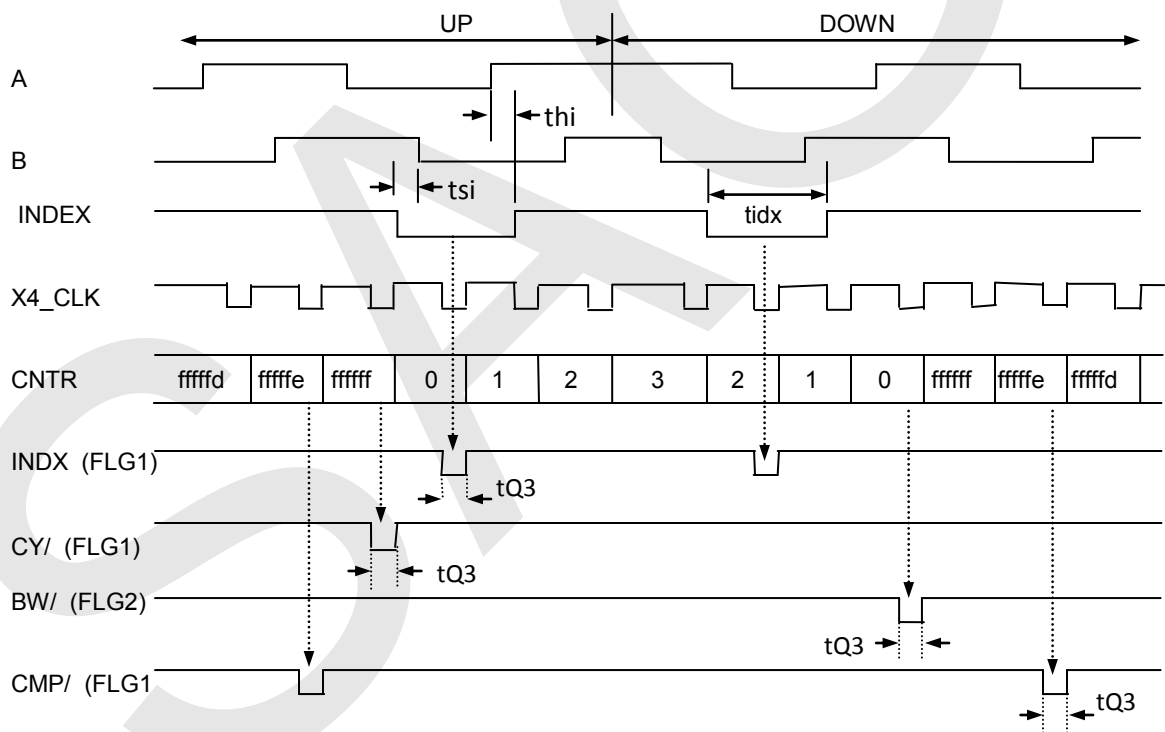 UP DOWN
A
thi
B
tsi
INDEX
tidx
X4_CLK
CNTR fffffd fffffe ffffff 0 1 2 3 2 1 0 ffffff fffffe fffffd
INDX (FLG1)
tQ3
CY/ (FLG1)
tQ3
BW/ (FLG2)
tQ3
CMP/ (FLG1
tQ3